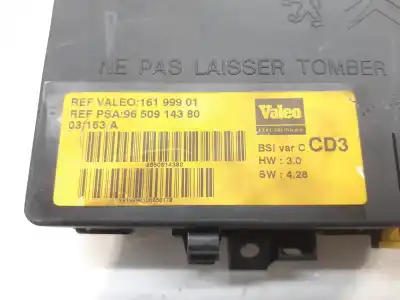 NE PAS LAISSER TOMBER
REF VALEO:161 999 01
REF PSA:96 509 143 80
03/163 A
9650914380
Valeo
BSI var C CD3
HW : 3.0
SW : 4.28